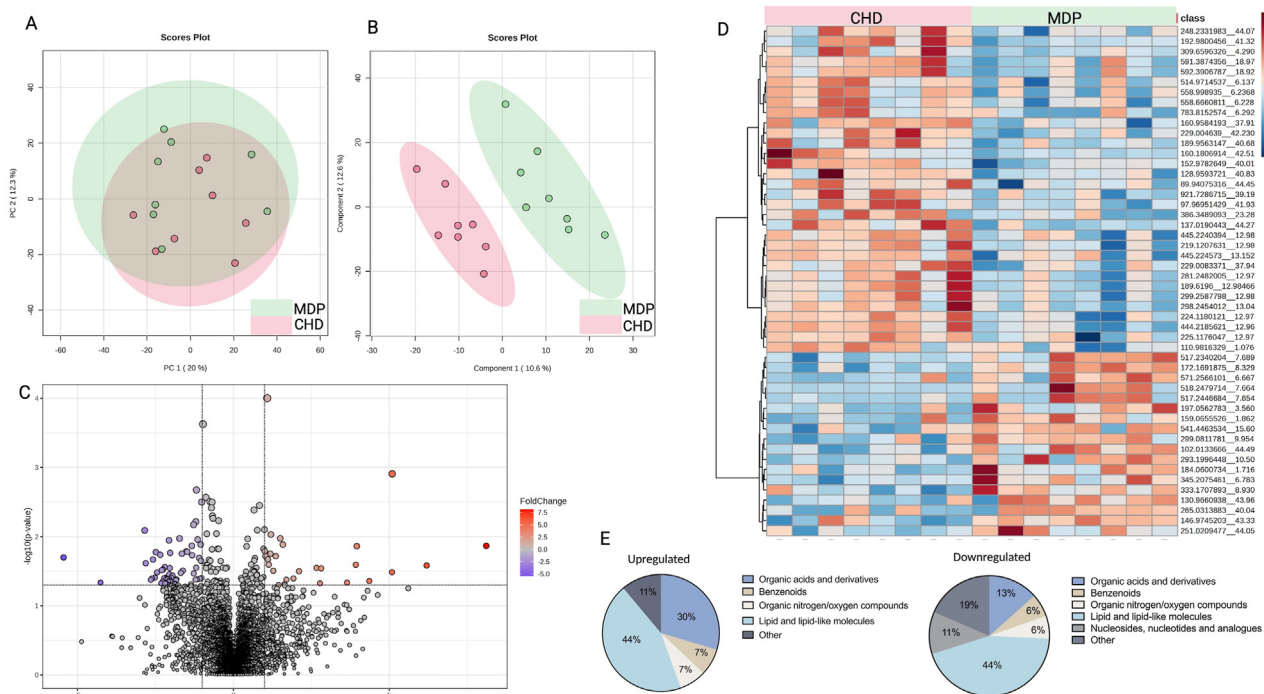 A
Scores Plot
PC 2 ( 12.3 %)
40
20
0
-20
-40
-60
-40
-20
0
20
40
60
PC 1 ( 20 %)
MDP
CHD
B
Scores Plot
Component 2 ( 12.6 %)
40
20
0
-20
-40
-30
-20
-10
0
10
20
30
Component 1 ( 10.6 %)
MDP
CHD
C
-log10(p-value)
4
3
2
1
0
FoldChange
7.5
5.0
2.5
0.0
-2.5
-5.0
D
CHD
MDP
class
248.2331983__44.07
192.9800456__41.32
309.6596326__4.290
591.3874356__18.97
592.3906787__18.92
514.9714537__6.137
558.998935__6.2368
558.6660811__6.228
783.8152574__6.292
160.9584193__37.91
229.004639__42.230
189.9563147__40.68
160.1806914__42.51
152.9782649__40.01
128.9593721__40.83
89.94075316__44.45
921.7286715__39.19
97.96951429__41.93
386.3489093__23.28
137.0190443__44.27
445.2240394__12.98
219.1207631__12.98
445.224573__13.152
229.0083371__37.94
281.2482005__12.97
189.6196__12.98466
299.2587798__12.98
298.2454012__13.04
224.1180121__12.97
444.2185621__12.96
225.1176047__12.97
110.9816329__1.076
517.2340204__7.689
172.1691875__8.329
571.2566101__6.667
518.2479714__7.664
517.2446684__7.654
197.0562783__3.560
159.0655526__1.862
541.4463534__15.60
299.0811781__9.954
102.0133666__44.49
293.1996448__10.50
184.0600734__1.716
345.2075461__6.783
333.1707893__8.930
130.9660938__43.96
265.0313883__40.04
146.9745203__43.33
251.0209477__44.05
E
Upregulated
11%
30%
44%
7%
7%
Organic acids and derivatives
Benzenoids
Organic nitrogen/oxygen compounds
Lipid and lipid-like molecules
Other
Downregulated
19%
13%
6%
6%
11%
44%
Organic acids and derivatives
Benzenoids
Organic nitrogen/oxygen compounds
Lipid and lipid-like molecules
Nucleosides, nucleotides and analogues
Other